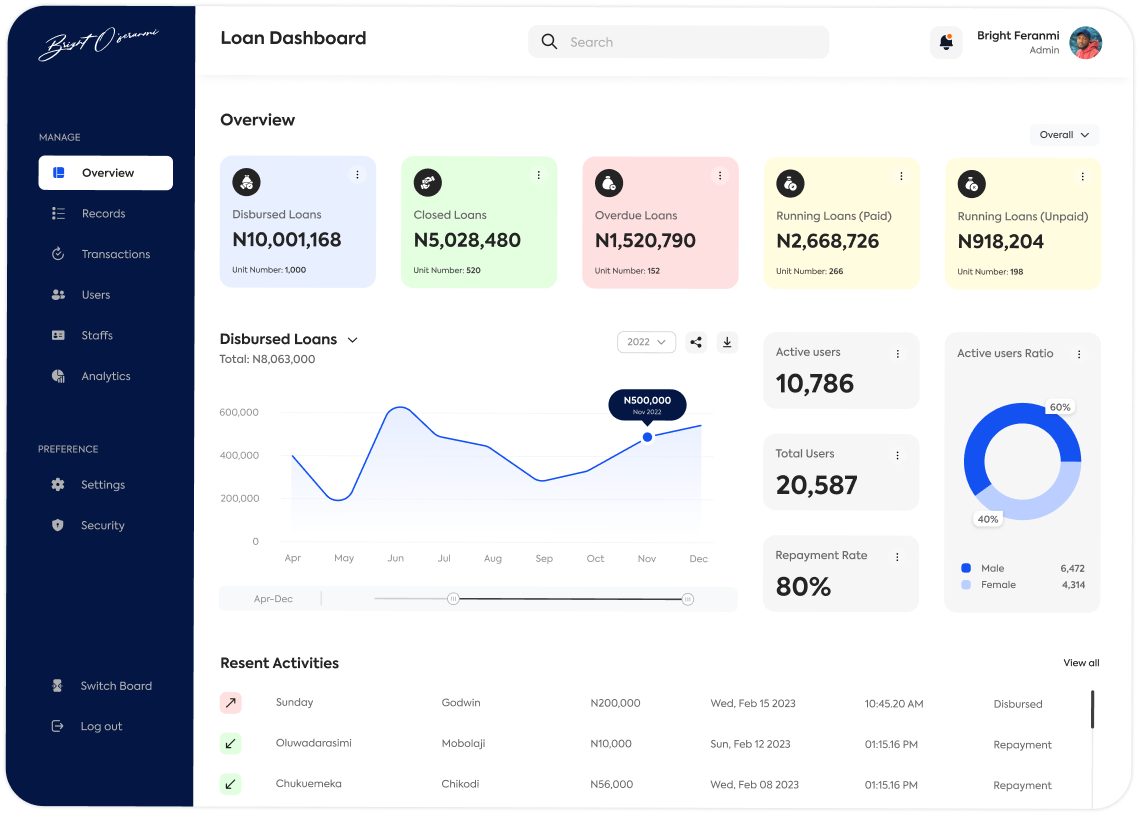 Bright O'feranmi
Loan Dashboard
Search
Bright Feranmi
Admin
MANAGE
Overview
Records
Transactions
Users
Staffs
Analytics
PREFERENCE
Settings
Security
Switch Board
Log out
Overview
Overall
Disbursed Loans
N10,001,168
Unit Number: 1,000
Closed Loans
N5,028,480
Unit Number: 520
Overdue Loans
N1,520,790
Unit Number: 152
Running Loans (Paid)
N2,668,726
Unit Number: 266
Running Loans (Unpaid)
N918,204
Unit Number: 198
Disbursed Loans
Total: N8,063,000
2022
600,000
400,000
200,000
0
N500,000
Nov 2022
Apr May Jun Jul Aug Sep Oct Nov Dec
Apr-Dec
Active users
10,786
Total Users
20,587
Repayment Rate
80%
Active users Ratio
60%
40%
Male 6,472
Female 4,314
Resent Activities
View all
Sunday Godwin N200,000 Wed, Feb 15 2023 10:45.20 AM Disbursed
Oluwadarasimi Mobolaji N10,000 Sun, Feb 12 2023 01:15.16 PM Repayment
Chukuemeka Chikodi N56,000 Wed, Feb 08 2023 01:15.16 PM Repayment